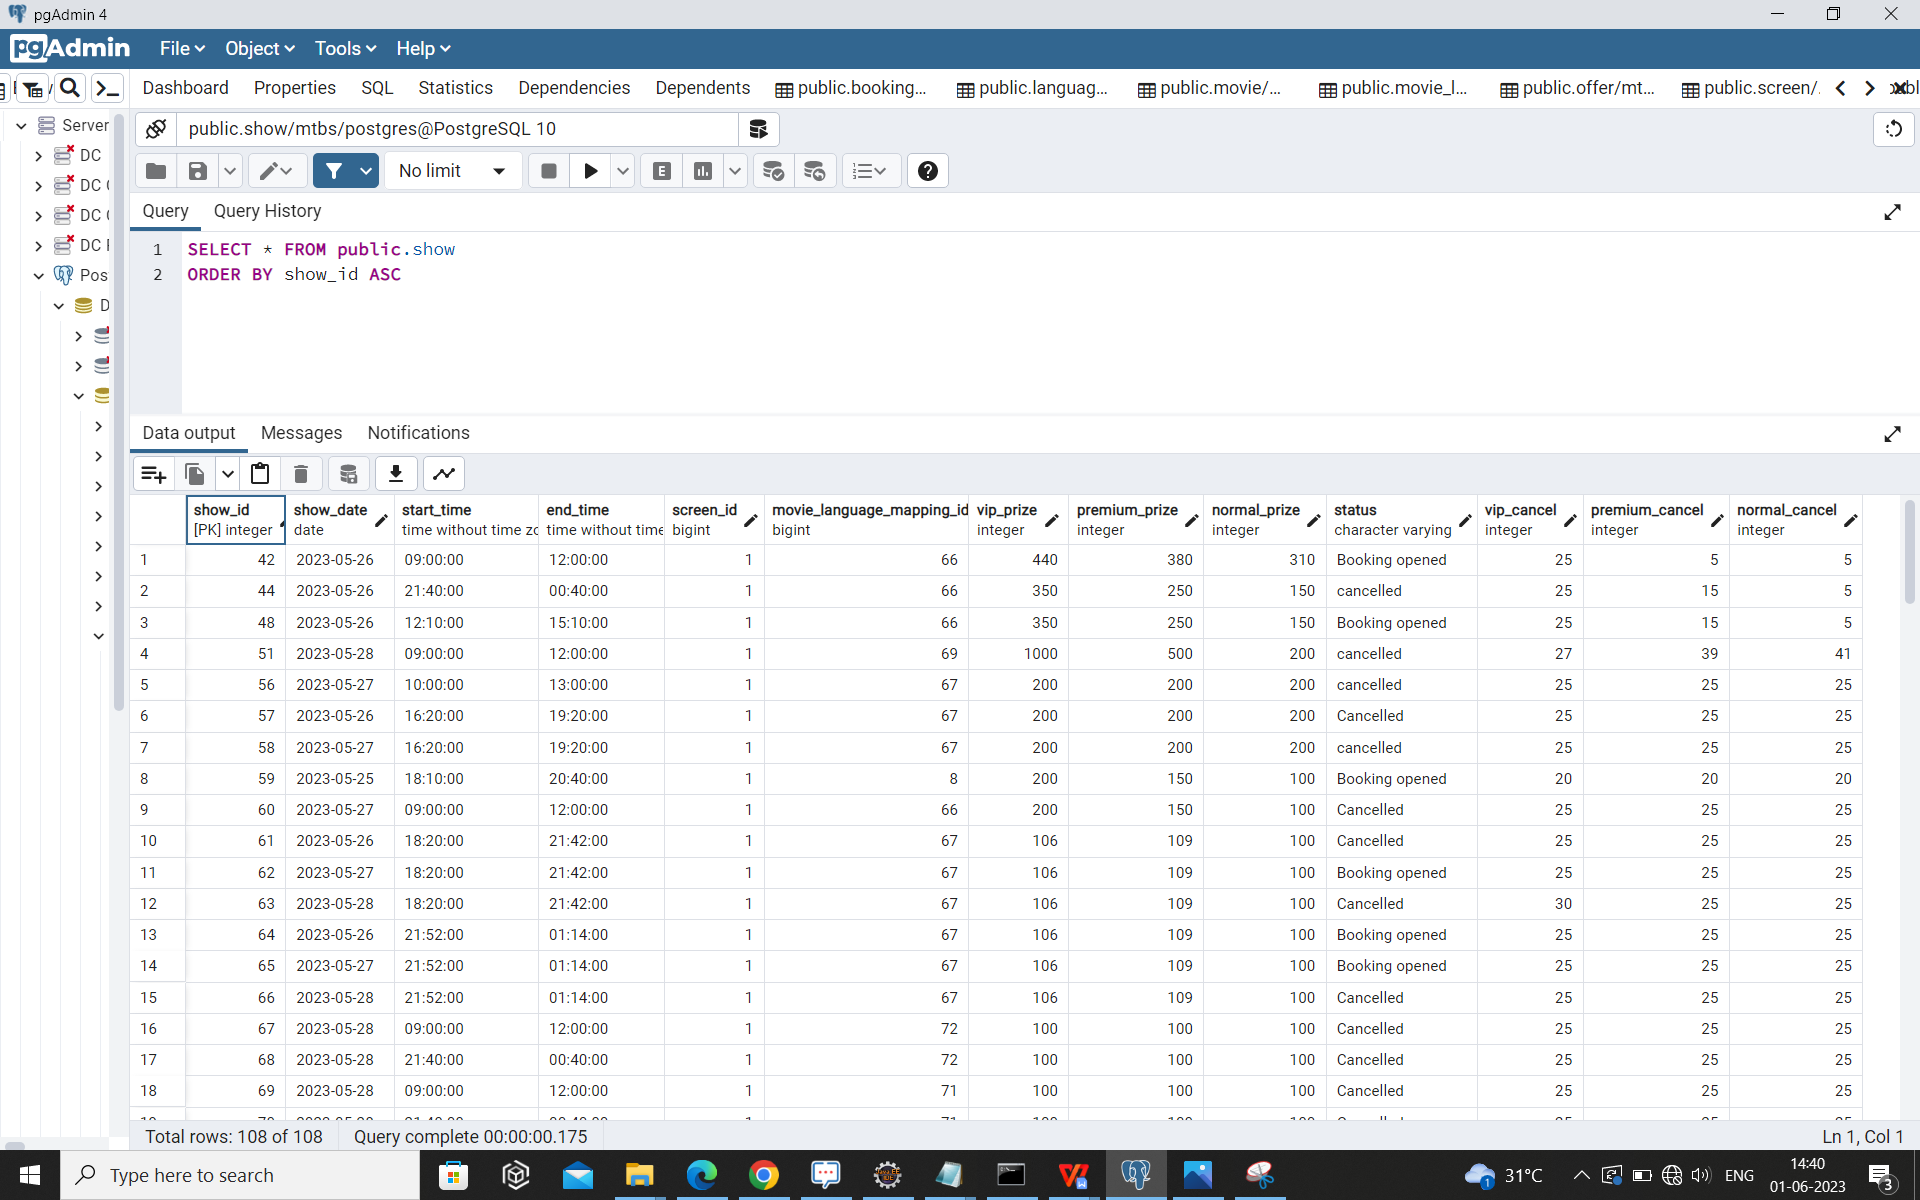 pgAdmin 4
pgAdmin File Object Tools Help
Dashboard Properties SQL Statistics Dependencies Dependents public.booking... public.languag... public.movie/... public.movie_l... public.offer/mt... public.screen/
public.show/mtbs/postgres@PostgreSQL 10
No limit
E
Query Query History
1 SELECT * FROM public.show
2 ORDER BY show_id ASC
Server
DC
DC
DC
DC
Pos
D
Data output Messages Notifications
show_id show_date start_time end_time screen_id movie_language_mapping_id vip_prize premium_prize normal_prize status vip_cancel premium_cancel normal_cancel
[PK] integer date time without time zo time without time bigint bigint integer integer integer character varying integer integer integer
1 42 2023-05-26 09:00:00 12:00:00 1 66 440 380 310 Booking opened 25 5 5
2 44 2023-05-26 21:40:00 00:40:00 1 66 350 250 150 cancelled 25 15 5
3 48 2023-05-26 12:10:00 15:10:00 1 66 350 250 150 Booking opened 25 15 5
4 51 2023-05-28 09:00:00 12:00:00 1 69 1000 500 200 cancelled 27 39 41
5 56 2023-05-27 10:00:00 13:00:00 1 67 200 200 200 cancelled 25 25 25
6 57 2023-05-26 16:20:00 19:20:00 1 67 200 200 200 Cancelled 25 25 25
7 58 2023-05-27 16:20:00 19:20:00 1 67 200 200 200 cancelled 25 25 25
8 59 2023-05-25 18:10:00 20:40:00 1 8 200 150 100 Booking opened 20 20 20
9 60 2023-05-27 09:00:00 12:00:00 1 66 200 150 100 Cancelled 25 25 25
10 61 2023-05-26 18:20:00 21:42:00 1 67 106 109 100 Cancelled 25 25 25
11 62 2023-05-27 18:20:00 21:42:00 1 67 106 109 100 Booking opened 25 25 25
12 63 2023-05-28 18:20:00 21:42:00 1 67 106 109 100 Cancelled 30 25 25
13 64 2023-05-26 21:52:00 01:14:00 1 67 106 109 100 Booking opened 25 25 25
14 65 2023-05-27 21:52:00 01:14:00 1 67 106 109 100 Booking opened 25 25 25
15 66 2023-05-28 21:52:00 01:14:00 1 67 106 109 100 Cancelled 25 25 25
16 67 2023-05-28 09:00:00 12:00:00 1 72 100 100 100 Cancelled 25 25 25
17 68 2023-05-28 21:40:00 00:40:00 1 72 100 100 100 Cancelled 25 25 25
18 69 2023-05-28 09:00:00 12:00:00 1 71 100 100 100 Cancelled 25 25 25
Total rows: 108 of 108 Query complete 00:00:00.175 Ln 1, Col 1
Type here to search
31°C ENG 14:40
01-06-2023
3